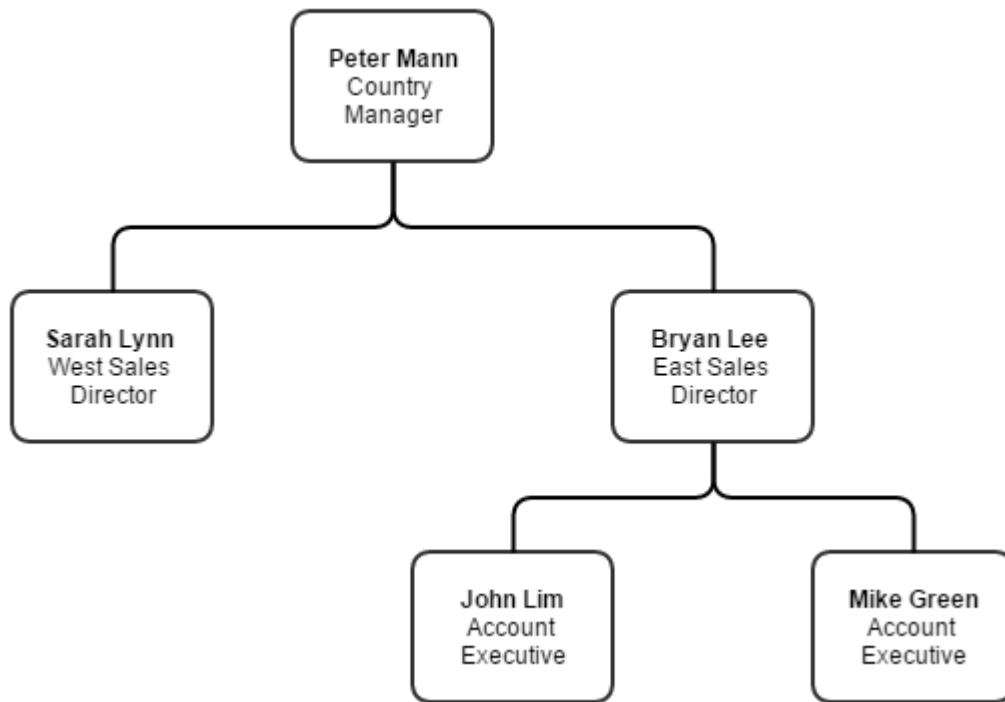 Peter Mann
Country
Manager
Sarah Lynn
West Sales
Director
Bryan Lee
East Sales
Director
John Lim
Account
Executive
Mike Green
Account
Executive